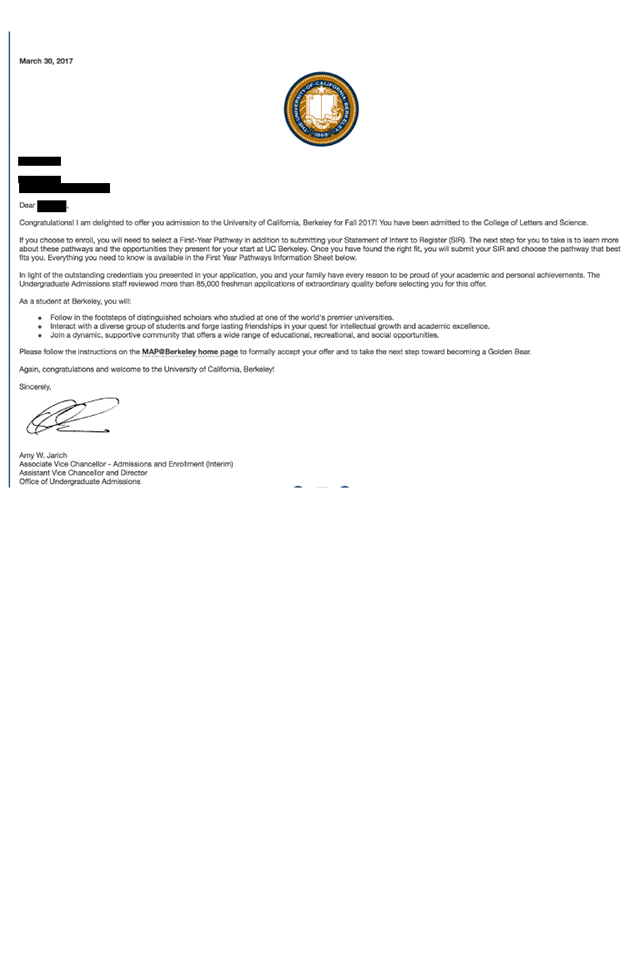 March 30, 2017
THE UNIVERSITY OF CALIFORNIA BERKELEY
1868
Dear ,
Congratulations! I am delighted to offer you admission to the University of California, Berkeley for Fall 2017! You have been admitted to the College of Letters and Science.
If you choose to enroll, you will need to select a First-Year Pathway in addition to submitting your Statement of Intent to Register (SIR). The next step for you to take is to learn more
about these pathways and the opportunities they present for your start at UC Berkeley. Once you have found the right fit, you will submit your SIR and choose the pathway that best
fits you. Everything you need to know is available in the First Year Pathways Information Sheet below.
In light of the outstanding credentials you presented in your application, you and your family have every reason to be proud of your academic and personal achievements. The
Undergraduate Admissions staff reviewed more than 85,000 freshman applications of extraordinary quality before selecting you for this offer.
As a student at Berkeley, you will:
• Follow in the footsteps of distinguished scholars who studied at one of the world's premier universities.
• Interact with a diverse group of students and forge lasting friendships in your quest for intellectual growth and academic excellence.
• Join a dynamic, supportive community that offers a wide range of educational, recreational, and social opportunities.
Please follow the instructions on the MAP@Berkeley home page to formally accept your offer and to take the next step toward becoming a Golden Bear.
Again, congratulations and welcome to the University of California, Berkeley!
Sincerely,
Amy W. Jarich
Associate Vice Chancellor - Admissions and Enrollment (Interim)
Assistant Vice Chancellor and Director
Office of Undergraduate Admissions